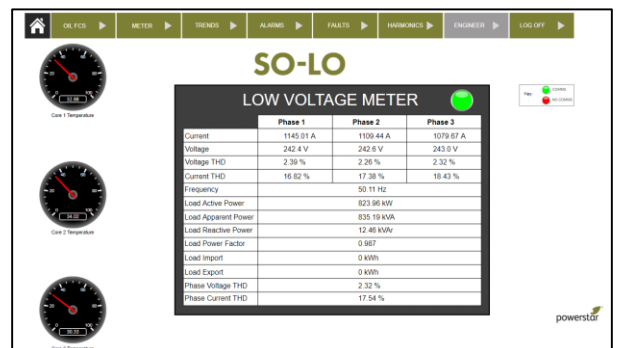 OIL FCS METER TRENDS ALARMS FAULTS HARMONICS ENGINEER LOG OFF
SO-LO
LOW VOLTAGE METER
Phase 1 Phase 2 Phase 3
Current 1145.01 A 1109.44 A 1079.67 A
Voltage 242.4 V 242.6 V 243.0 V
Voltage THD 2.39 % 2.26 % 2.32 %
Current THD 16.82 % 17.38 % 18.43 %
Frequency 50.11 Hz
Load Active Power 823.96 kW
Load Apparent Power 835.19 kVA
Load Reactive Power 12.46 kVAr
Load Power Factor 0.987
Load Import 0 kWh
Load Export 0 kWh
Phase Voltage THD 2.32 %
Phase Current THD 17.54 %
Core 1 Temperature
34.02
Core 2 Temperature
COMMS
NO COMMS
powerstar